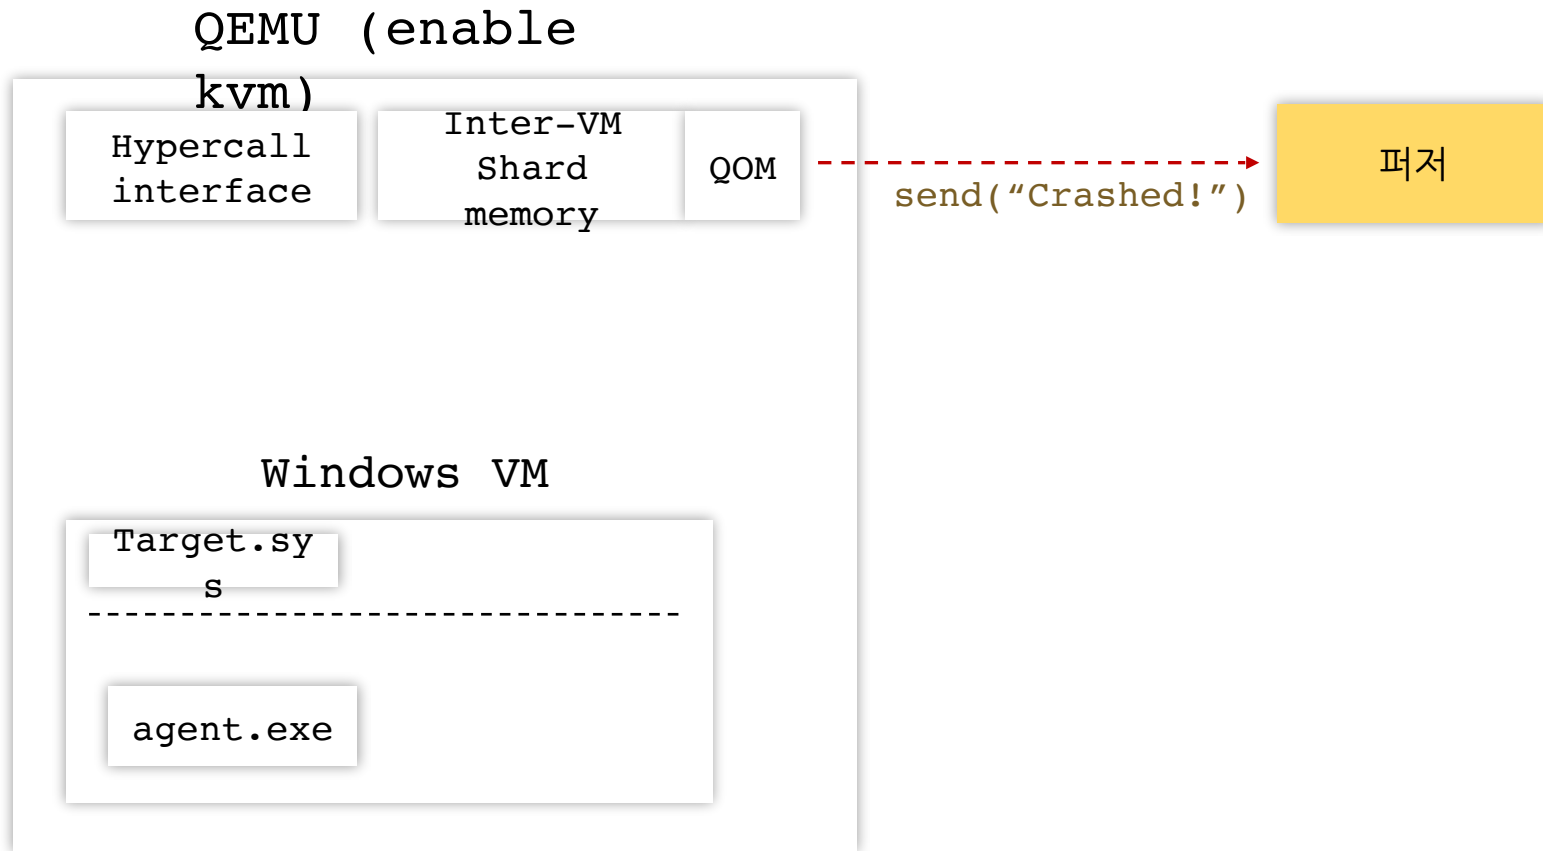 QEMU (enable
kvm)
Hypercall
interface
Inter-VM
Shard
memory
QOM
send(“Crashed!”)
퍼저
Windows VM
Target.sy
s
agent.exe